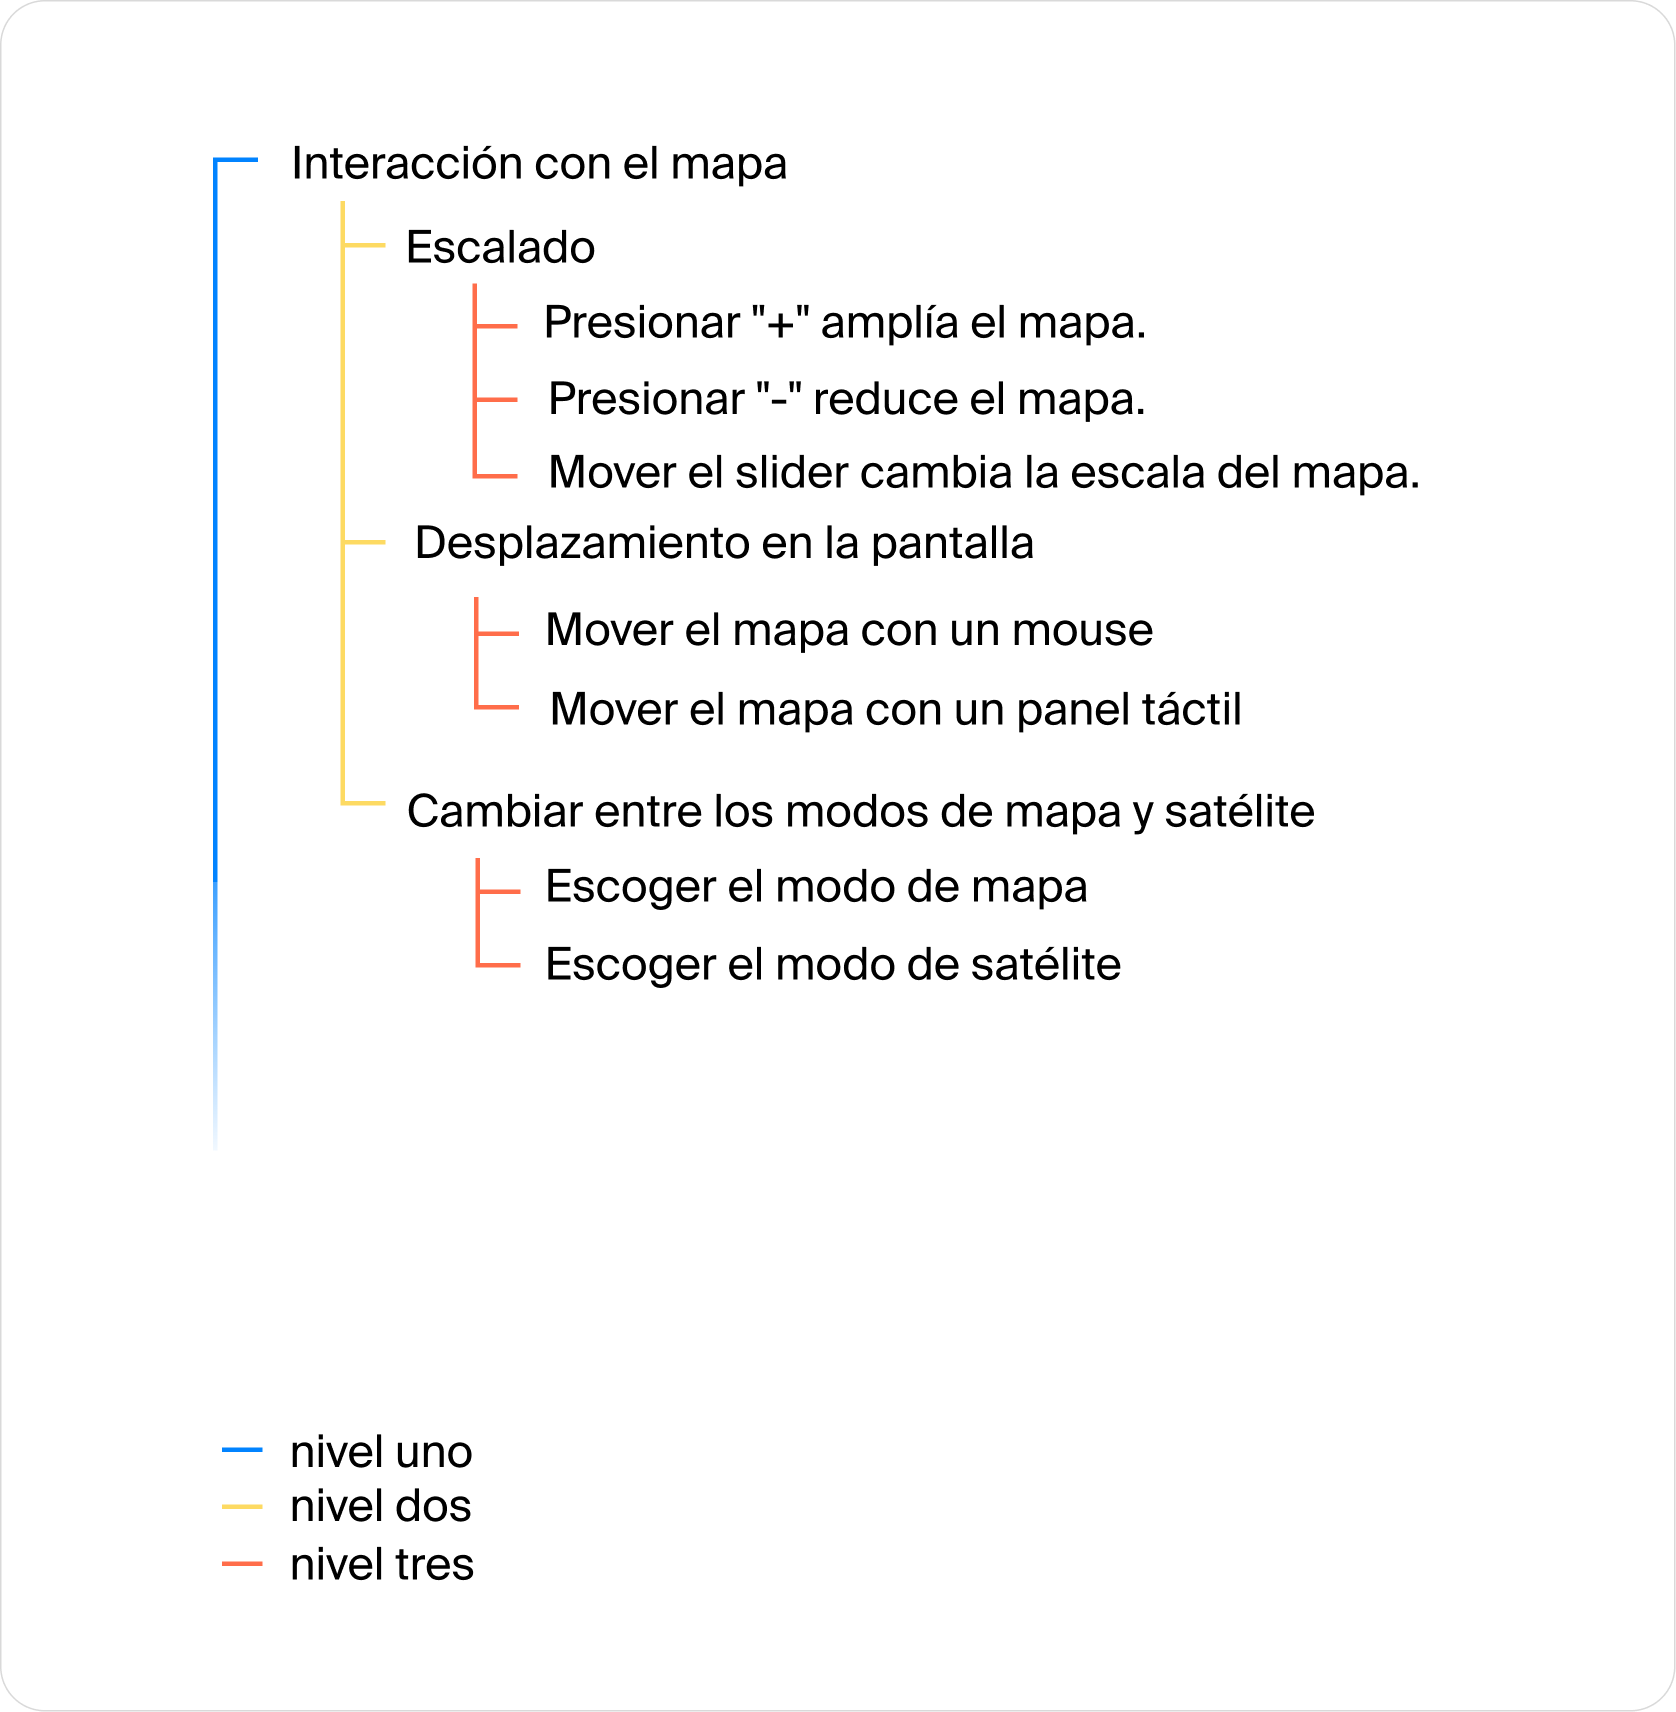 Interacción con el mapa
Escalado
Presionar "+" amplía el mapa.
Presionar "-" reduce el mapa.
Mover el slider cambia la escala del mapa.
Desplazamiento en la pantalla
Mover el mapa con un mouse
Mover el mapa con un panel táctil
Cambiar entre los modos de mapa y satélite
Escoger el modo de mapa
Escoger el modo de satélite
nivel uno
nivel dos
nivel tres